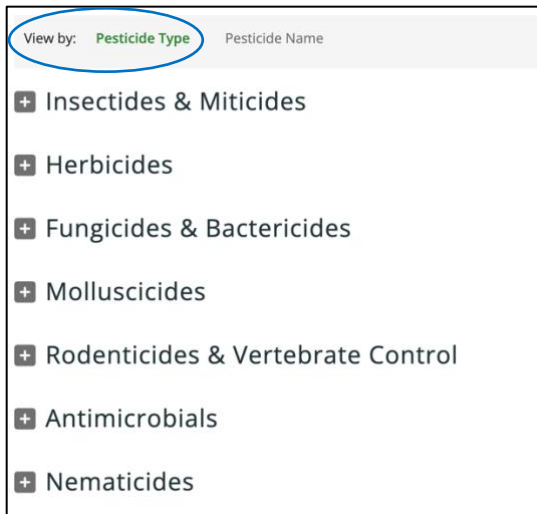 View by: Pesticide Type Pesticide Name
Insectides & Miticides
Herbicides
Fungicides & Bactericides
Molluscicides
Rodenticides & Vertebrate Control
Antimicrobials
Nematicides